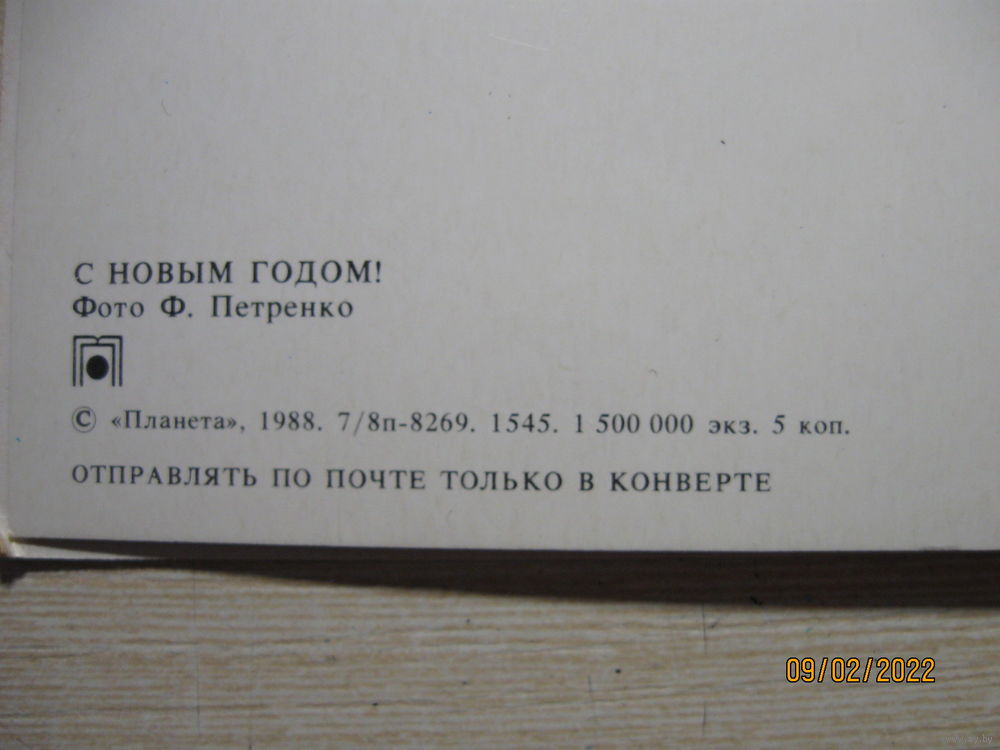 С НОВЫМ ГОДОМ!
Фото Ф. Петренко
© «Планета», 1988. 7/8п-8269. 1545. 1 500 000 экз. 5 коп.
ОТПРАВЛЯТЬ ПО ПОЧТЕ ТОЛЬКО В КОНВЕРТЕ
09/02/2022